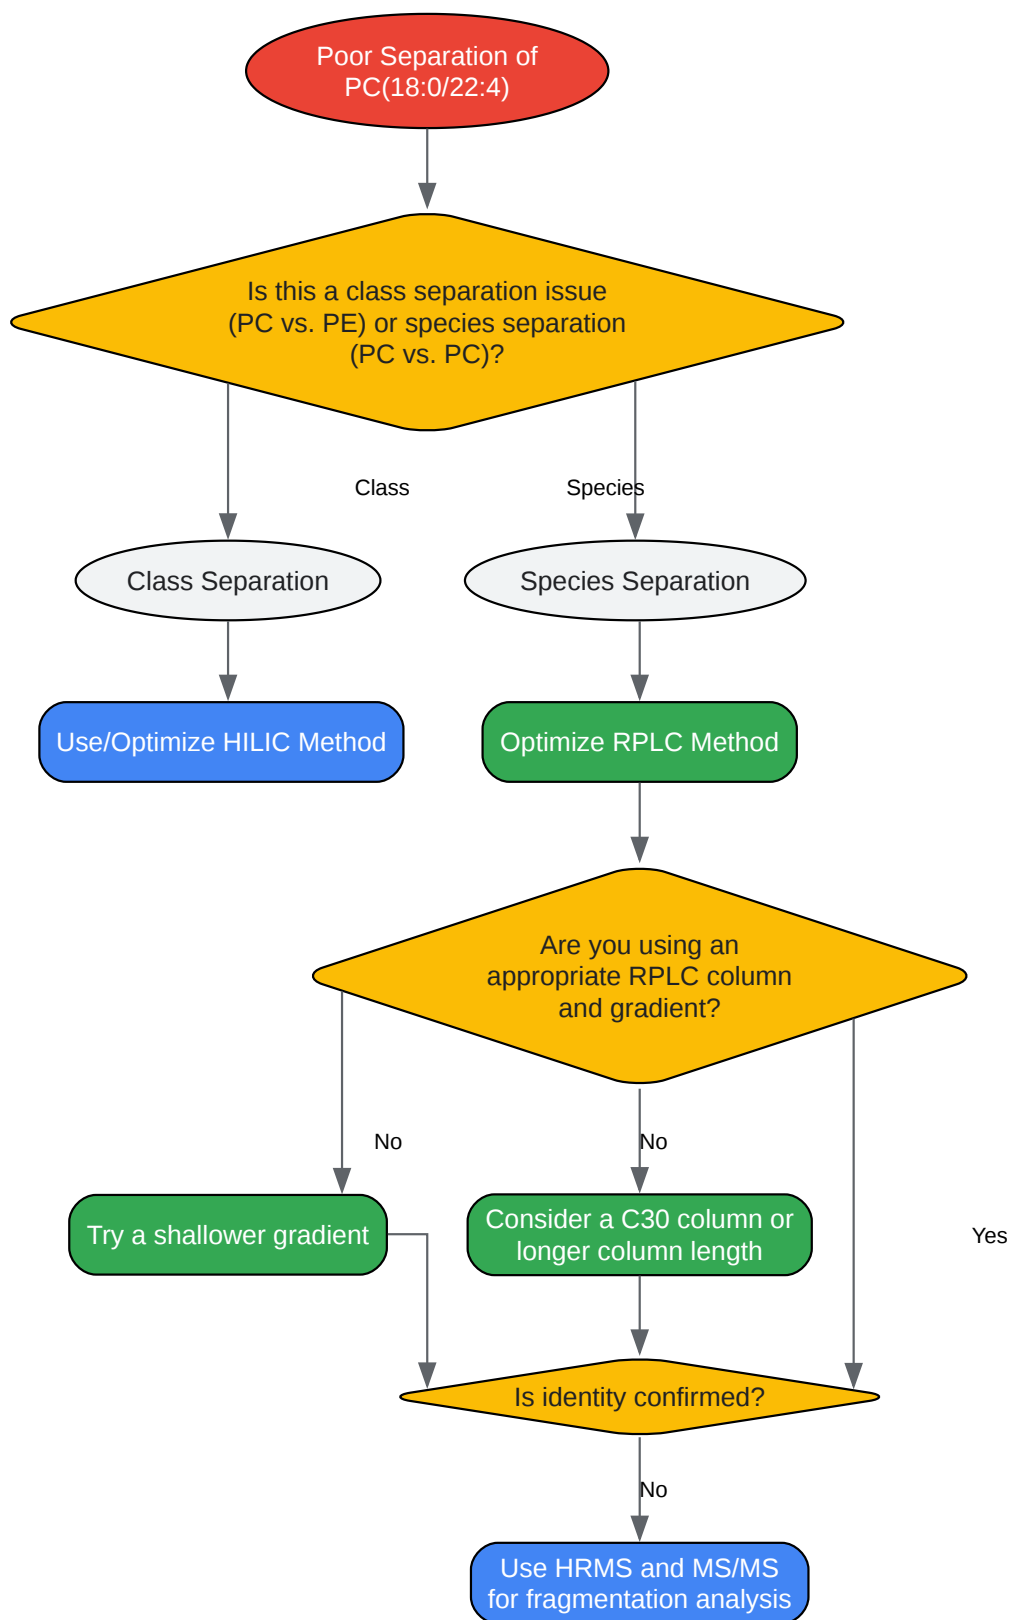 Poor Separation of
PC(18:0/22:4)
Is this a class separation issue
(PC vs. PE) or species separation
(PC vs. PC)?
Class
Species
Class Separation
Species Separation
Use/Optimize HILIC Method
Optimize RPLC Method
Are you using an
appropriate RPLC column
and gradient?
No
No
Yes
Try a shallower gradient
Consider a C30 column or
longer column length
Is identity confirmed?
No
Use HRMS and MS/MS
for fragmentation analysis